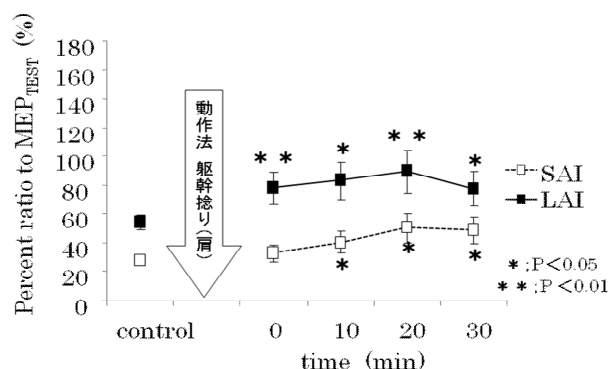 Percent ratio to MEP_TEST (%)
180
160
140
120
100
80
60
40
20
0
動作法 躯幹捻り(肩)
** * ** *
* * *
control 0 10 20 30
time (min)
SAI
LAI
* ;P<0.05
** ;P<0.01